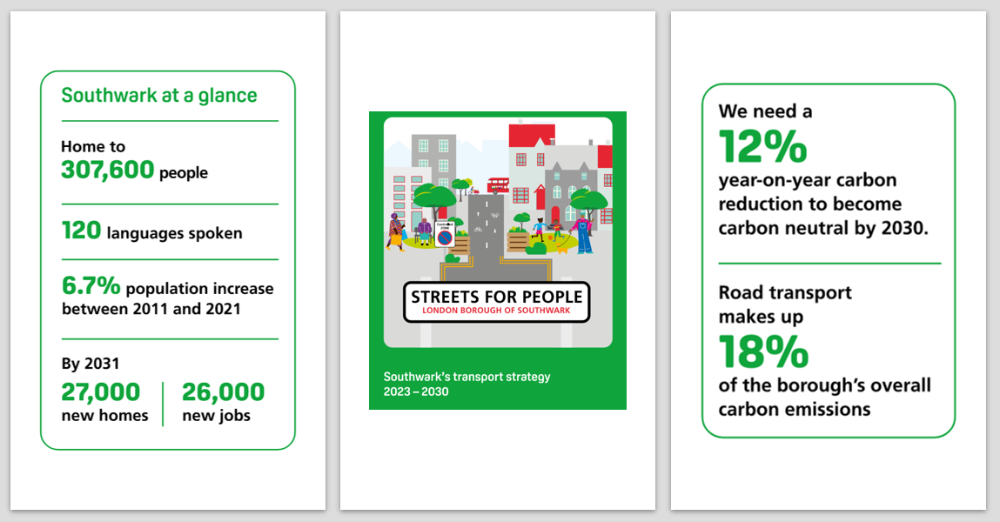 Southwark at a glance
Home to
307,600 people
120 languages spoken
6.7% population increase
between 2011 and 2021
By 2031
27,000
new homes
26,000
new jobs
Controlled
ZONE
STREETS FOR PEOPLE
LONDON BOROUGH OF SOUTHWARK
Southwark's transport strategy
2023 – 2030
We need a
12%
year-on-year carbon
reduction to become
carbon neutral by 2030.
Road transport
makes up
18%
of the borough's overall
carbon emissions